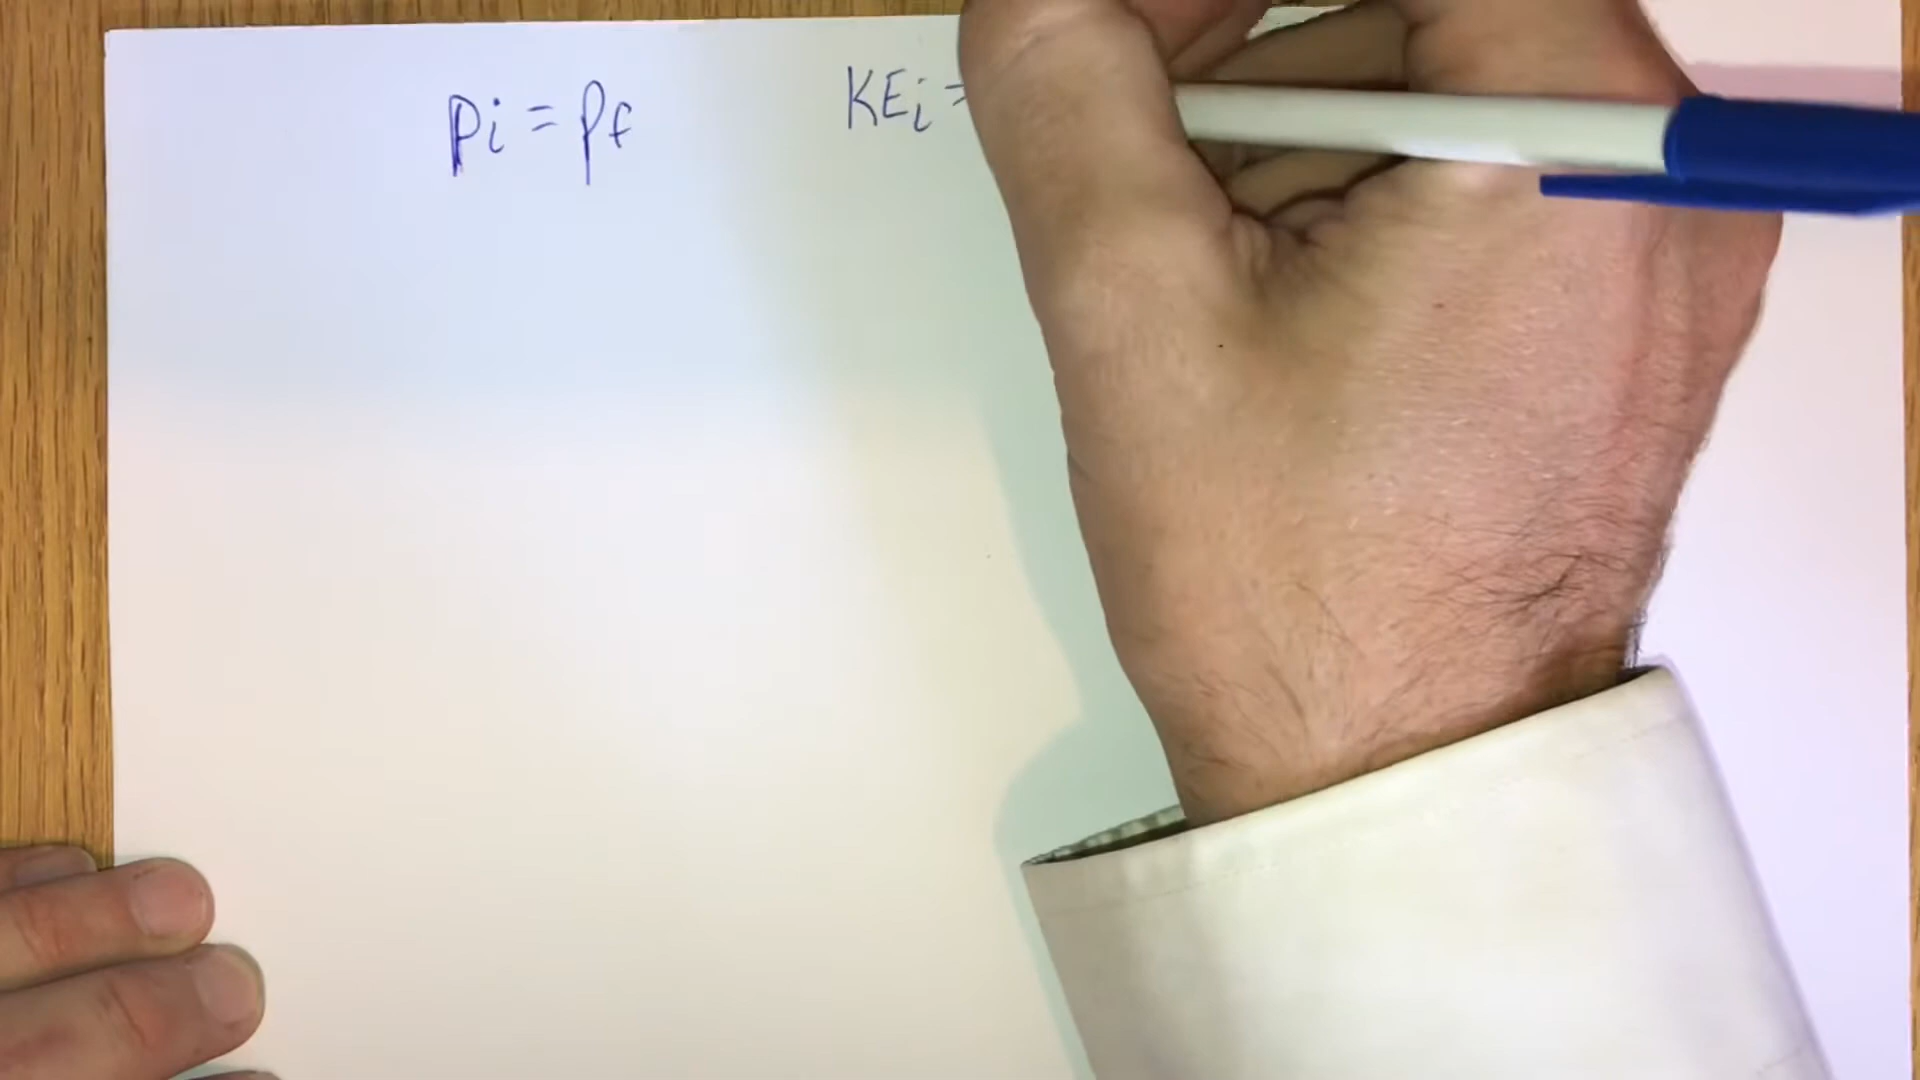 pi = pf KEi =